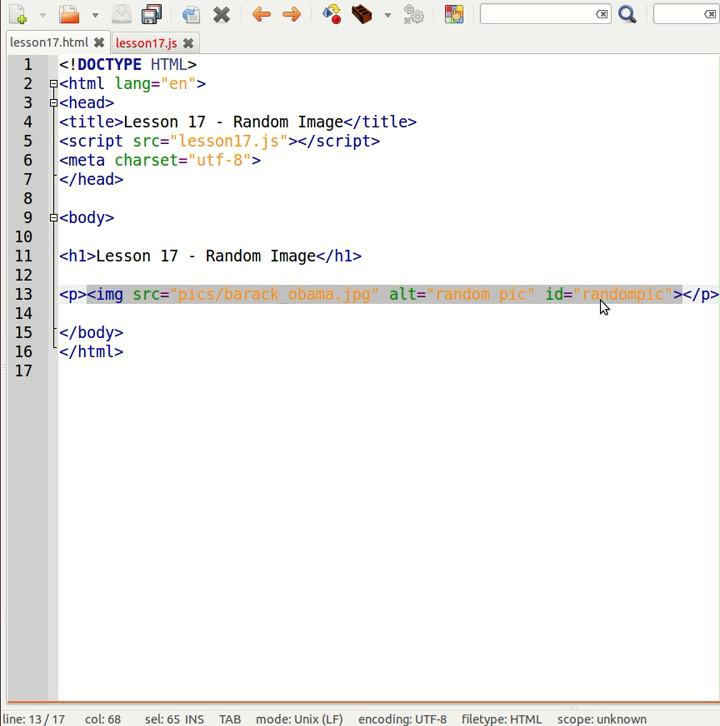 lesson17.html lesson17.js
1 <!DOCTYPE HTML>
2 <html lang="en">
3 <head>
4 <title>Lesson 17 - Random Image</title>
5 <script src="lesson17.js"></script>
6 <meta charset="utf-8">
7 </head>
8
9 <body>
10
11 <h1>Lesson 17 - Random Image</h1>
12
13 <p><img src="pics/barack_obama.jpg" alt="random pic" id="randompic"></p>
14
15 </body>
16 </html>
17
line: 13 / 17 col: 68 sel: 65 INS TAB mode: Unix (LF) encoding: UTF-8 filetype: HTML scope: unknown